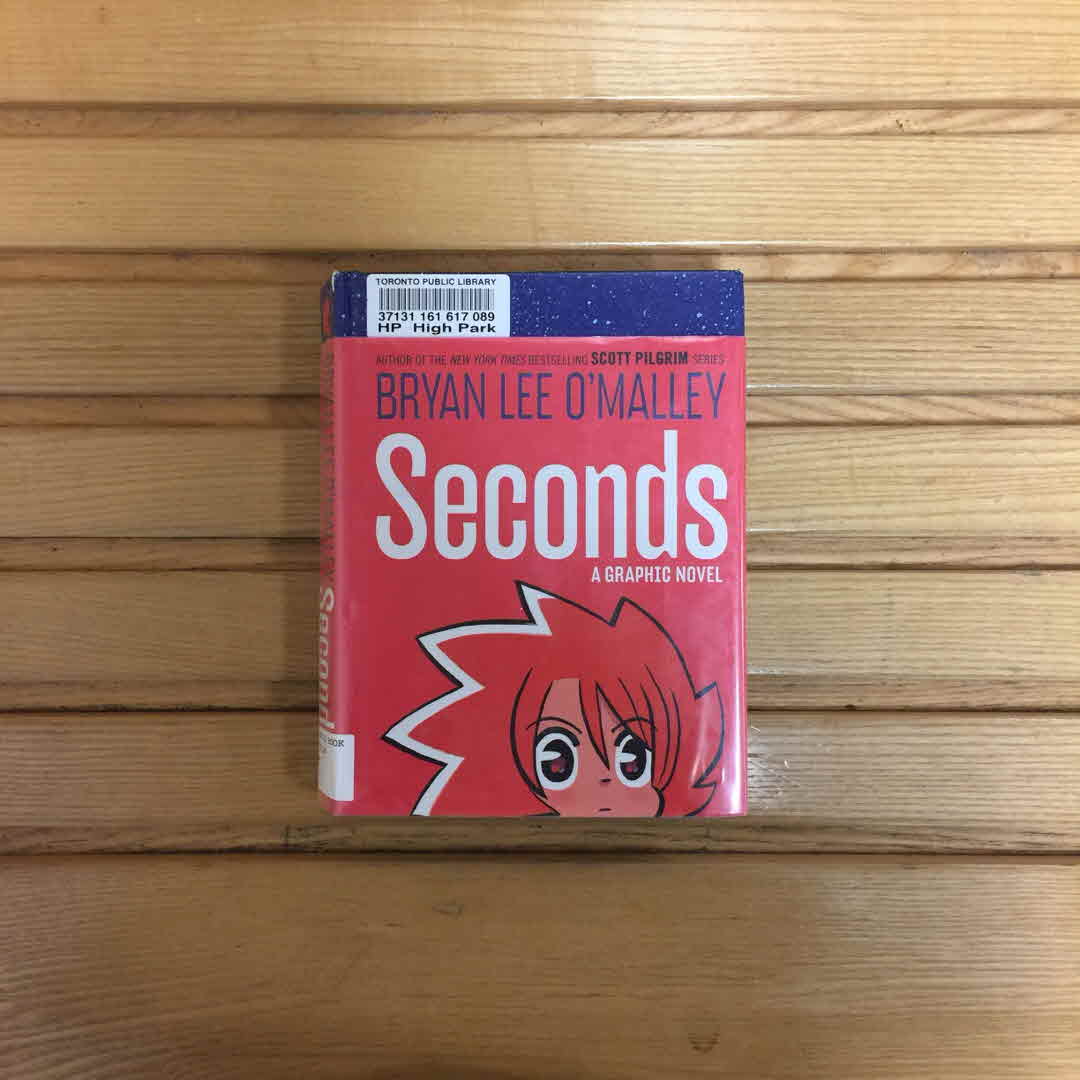 TORONTO PUBLIC LIBRARY
37131 161 617 089
HP High Park
AUTHOR OF THE NEW YORK TIMES BESTSELLING SCOTT PILGRIM SERIES
BRYAN LEE O'MALLEY
Seconds
A GRAPHIC NOVEL
Seconds